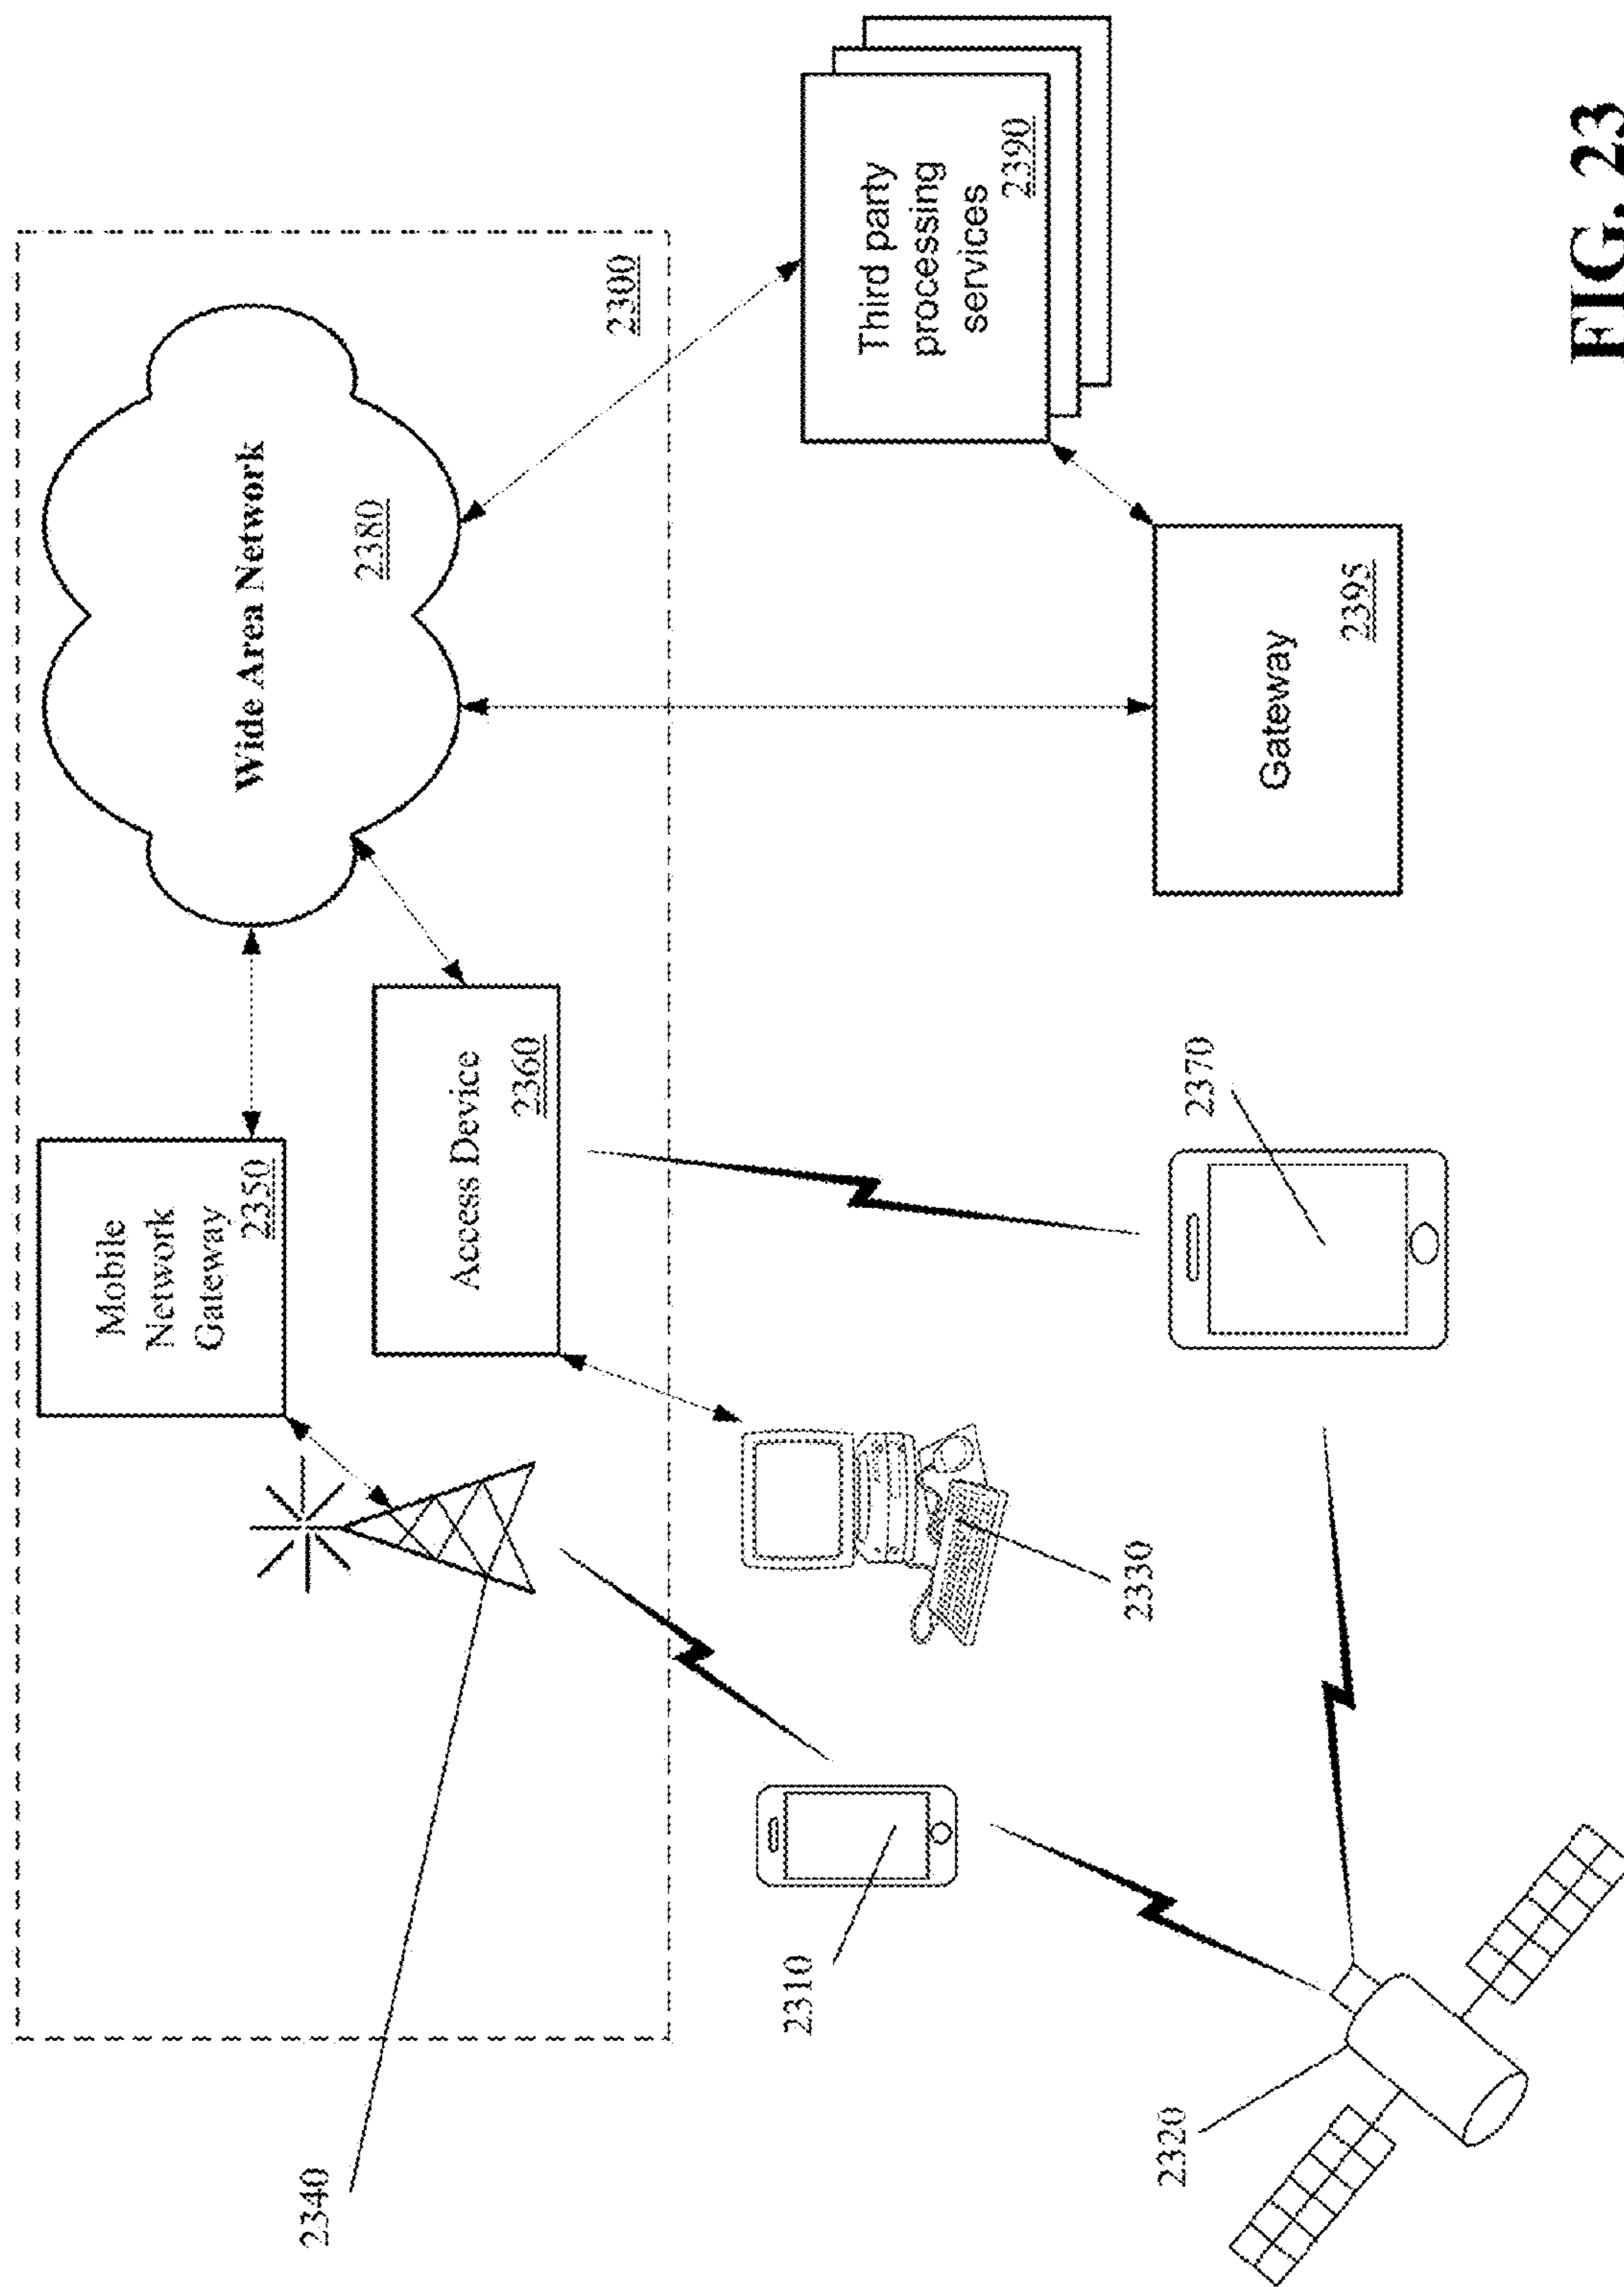 2340
Mobile
Network
Gateway
2350
Wide Area Network
2380
Access Device
2360
2300
2310
2330
Third party
processing
services
2390
2320
2370
Gateway
2395
FIG. 23